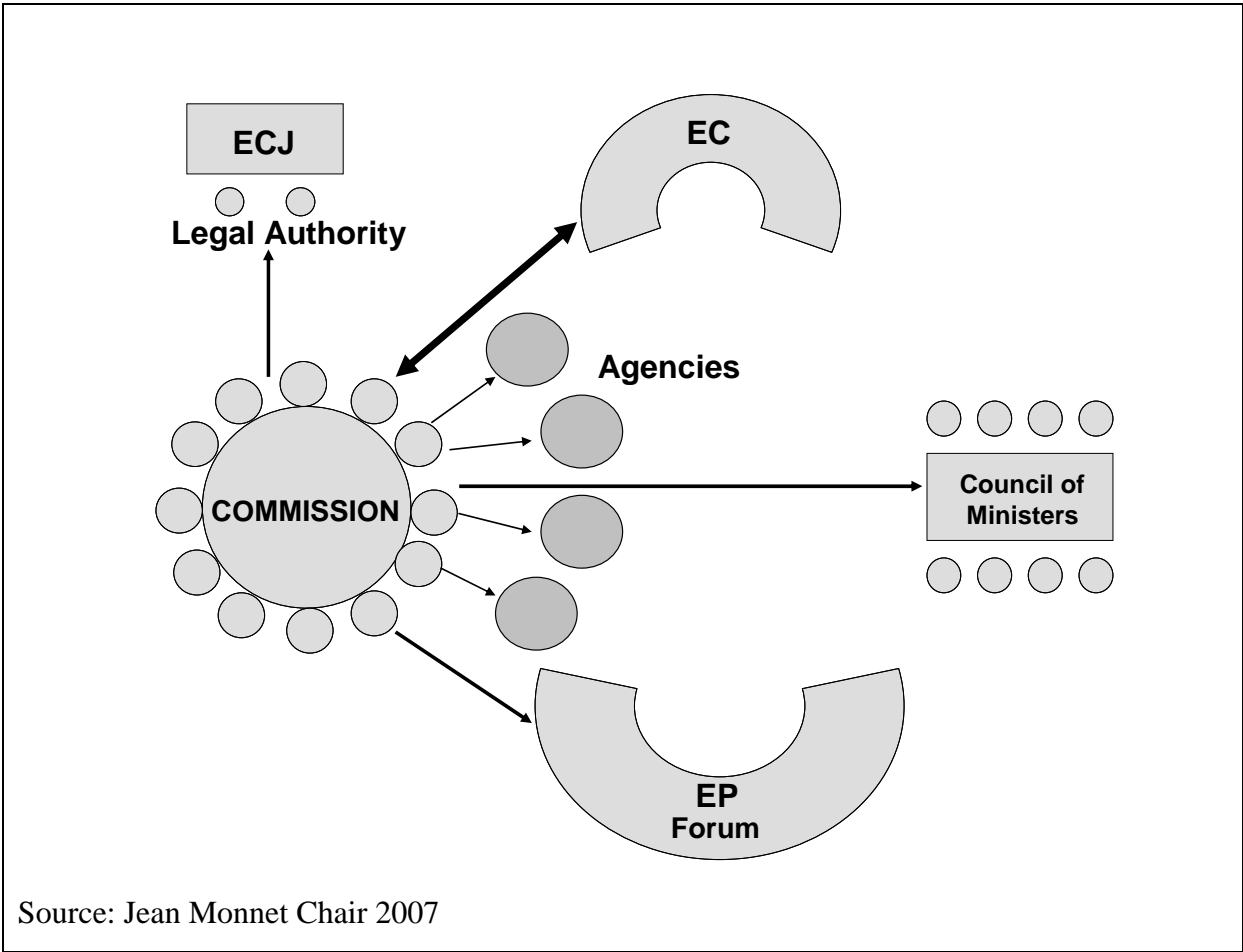 ECJ
EC
Legal Authority
Agencies
COMMISSION
Council of
Ministers
EP
Forum
Source: Jean Monnet Chair 2007